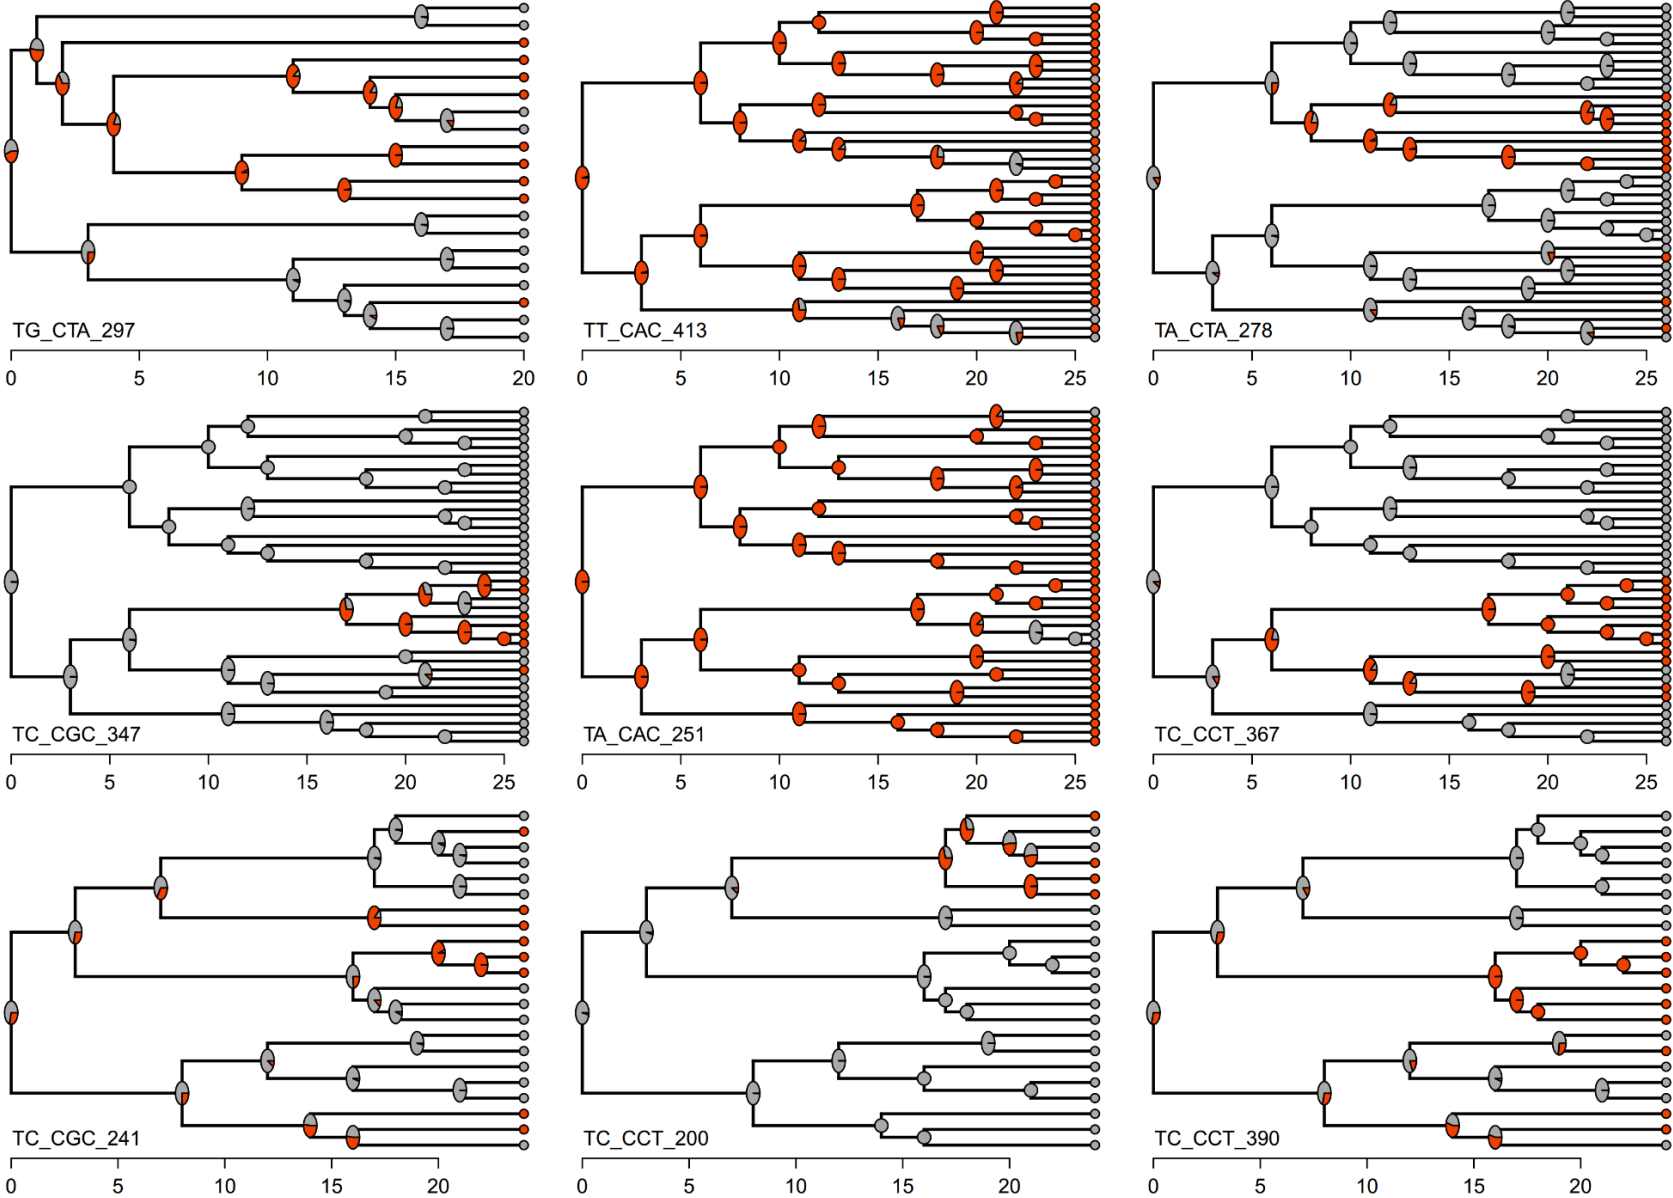 TG_CTA_297 TT_CAC_413 TA_CTA_278
0 5 10 15 20 0 5 10 15 20 25 0 5 10 15 20 25
TC_CGC_347 TA_CAC_251 TC_CCT_367
0 5 10 15 20 25 0 5 10 15 20 25 0 5 10 15 20 25
TC_CGC_241 TC_CCT_200 TC_CCT_390
0 5 10 15 20 0 5 10 15 20 0 5 10 15 20